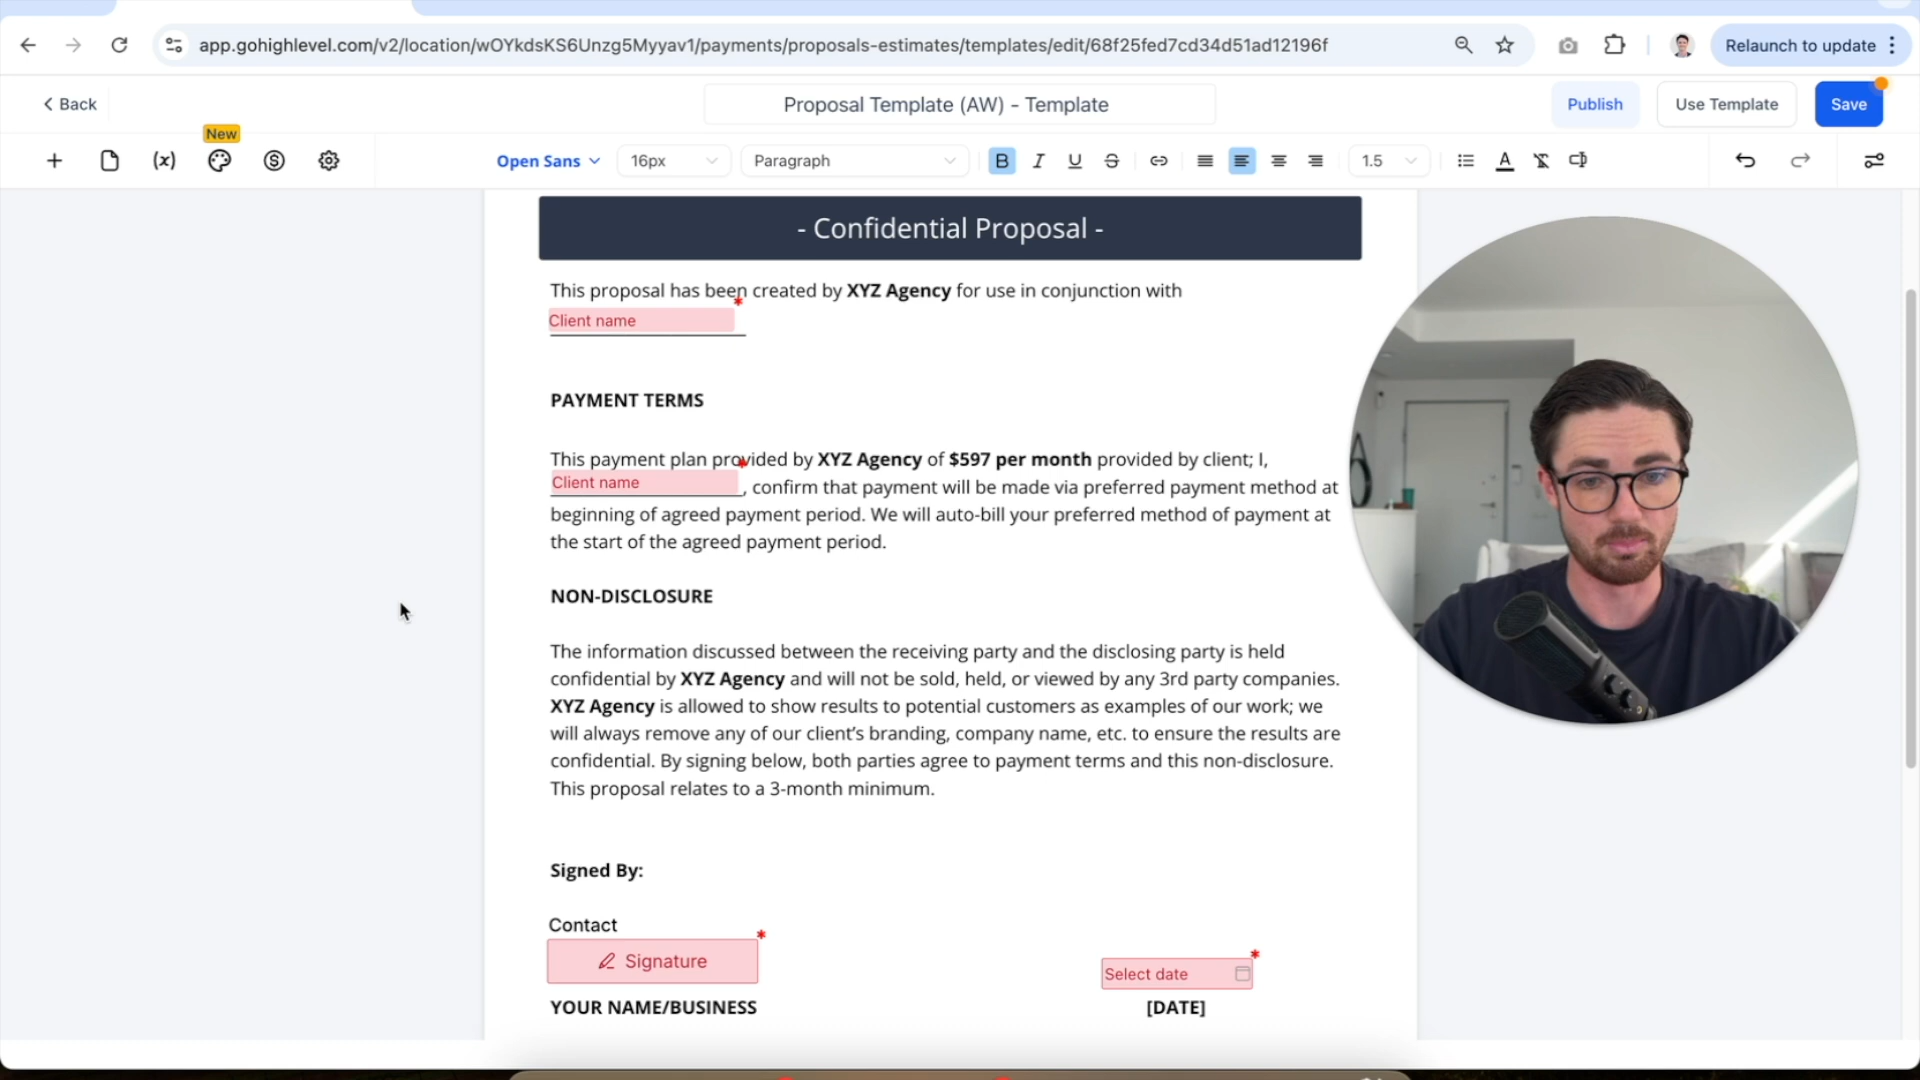 app.gohighlevel.com/v2/location/wOYkdsKS6Unzg5Myyav1/payments/proposals-estimates/templates/edit/68f25fed7cd34d51ad12196f
Relaunch to update
Back
Proposal Template (AW) - Template
Publish
Use Template
Save
New
Open Sans
16px
Paragraph
1.5
- Confidential Proposal -
This proposal has been created by XYZ Agency for use in conjunction with
Client name
PAYMENT TERMS
This payment plan provided by XYZ Agency of $597 per month provided by client; I,
Client name , confirm that payment will be made via preferred payment method at
beginning of agreed payment period. We will auto-bill your preferred method of payment at
the start of the agreed payment period.
NON-DISCLOSURE
The information discussed between the receiving party and the disclosing party is held
confidential by XYZ Agency and will not be sold, held, or viewed by any 3rd party companies.
XYZ Agency is allowed to show results to potential customers as examples of our work; we
will always remove any of our client’s branding, company name, etc. to ensure the results are
confidential. By signing below, both parties agree to payment terms and this non-disclosure.
This proposal relates to a 3-month minimum.
Signed By:
Contact
Signature
Select date
YOUR NAME/BUSINESS
[DATE]